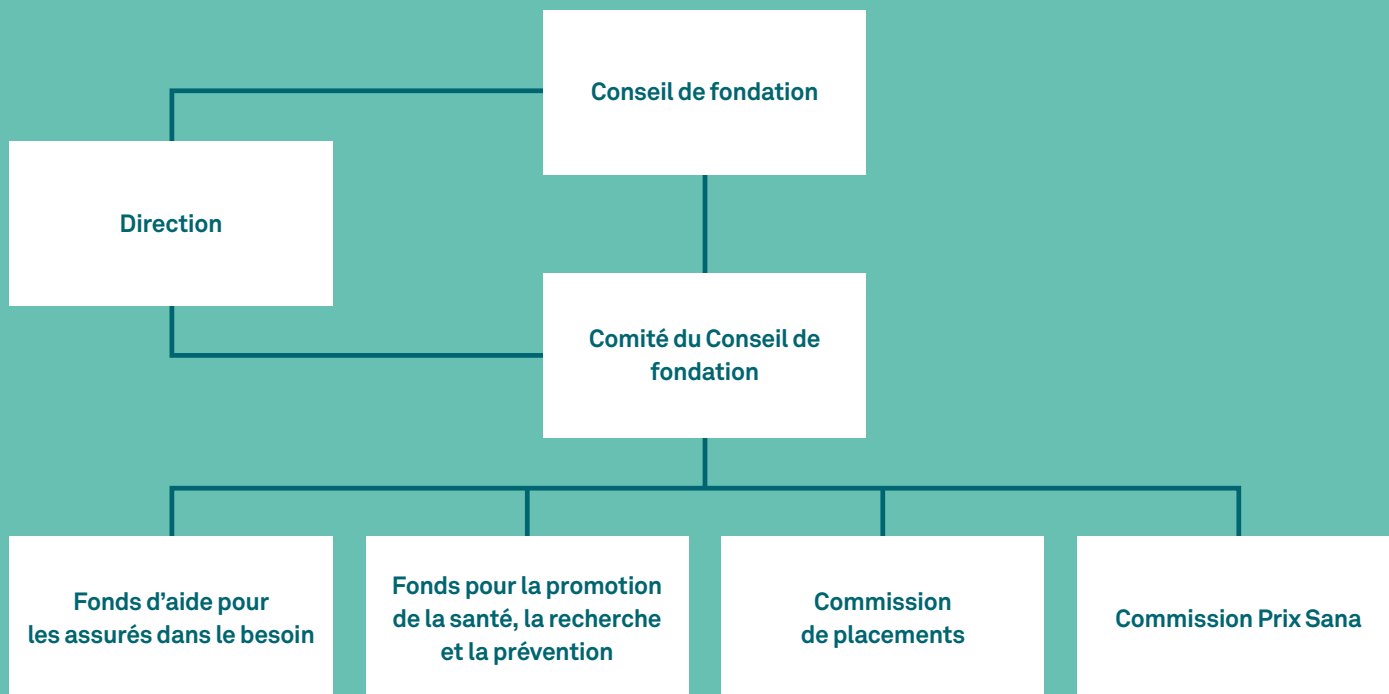 Conseil de fondation
Direction
Comité du Conseil de
fondation
Fonds d’aide pour
les assurés dans le besoin
Fonds pour la promotion
de la santé, la recherche
et la prévention
Commission
de placements
Commission Prix Sana